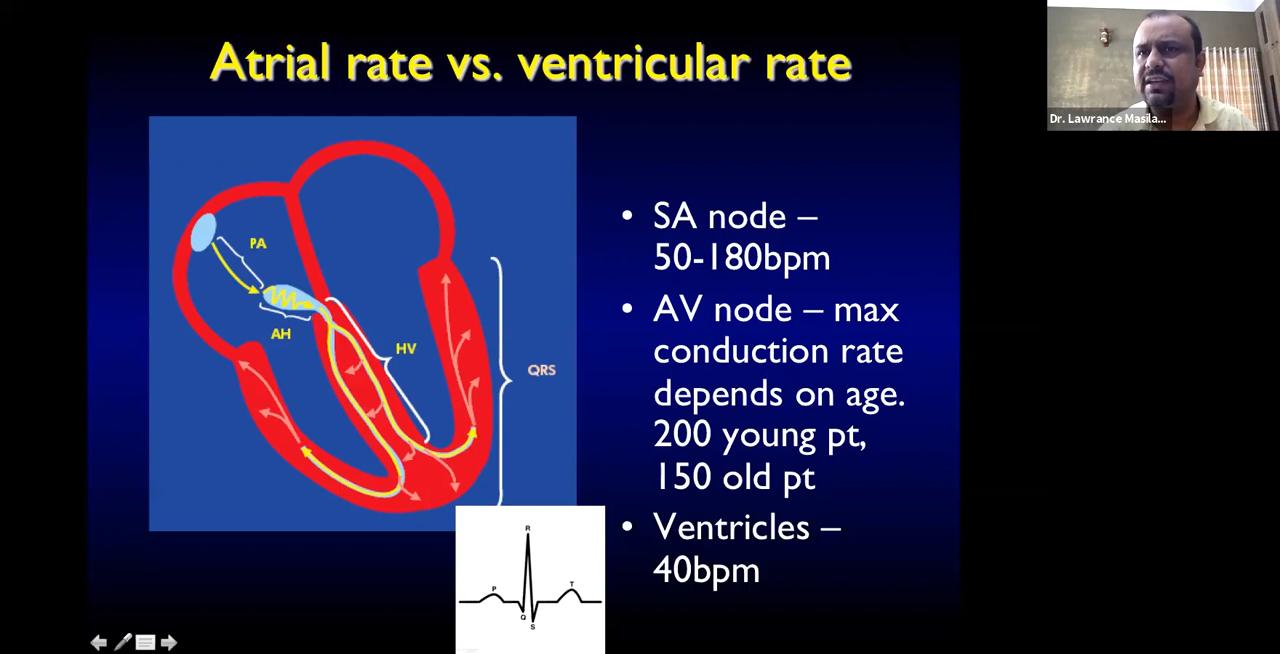 Atrial rate vs. ventricular rate
Dr. Lawrance Masila...
PA
AH
HV
QRS
• SA node –
50-180bpm
• AV node – max
conduction rate
depends on age.
200 young pt,
150 old pt
• Ventricles –
40bpm
R
P
T
Q
S